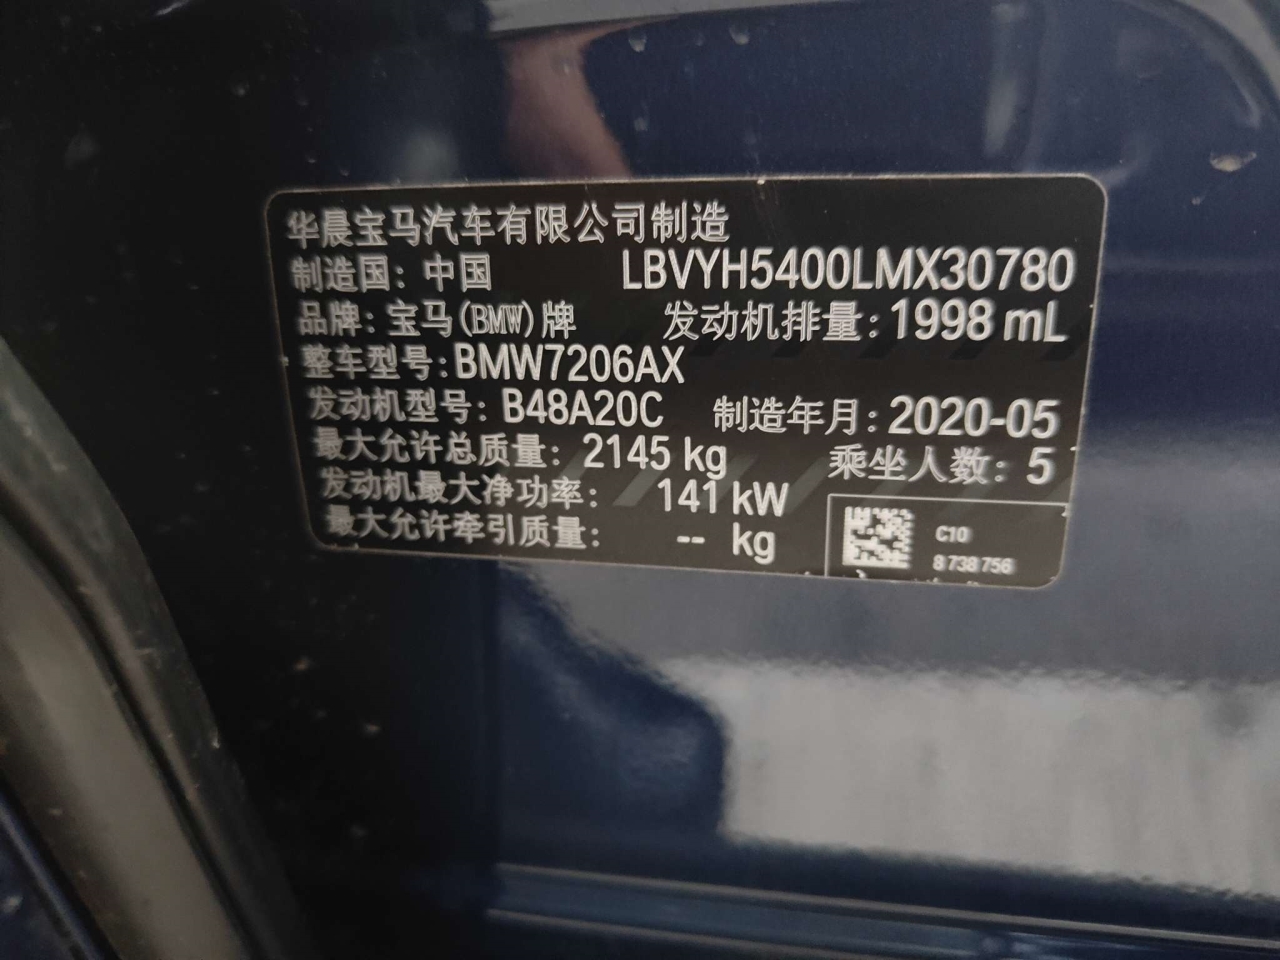 华晨宝马汽车有限公司制造
制造国：中国 LBVYH5400LMX30780
品牌：宝马(BMW)牌 发动机排量：1998 mL
整车型号：BMW7206AX
发动机型号：B48A20C 制造年月：2020-05
最大允许总质量：2145 kg 乘坐人数：5
发动机最大净功率：141 kW
最大允许牵引质量：-- kg
C10
8738756